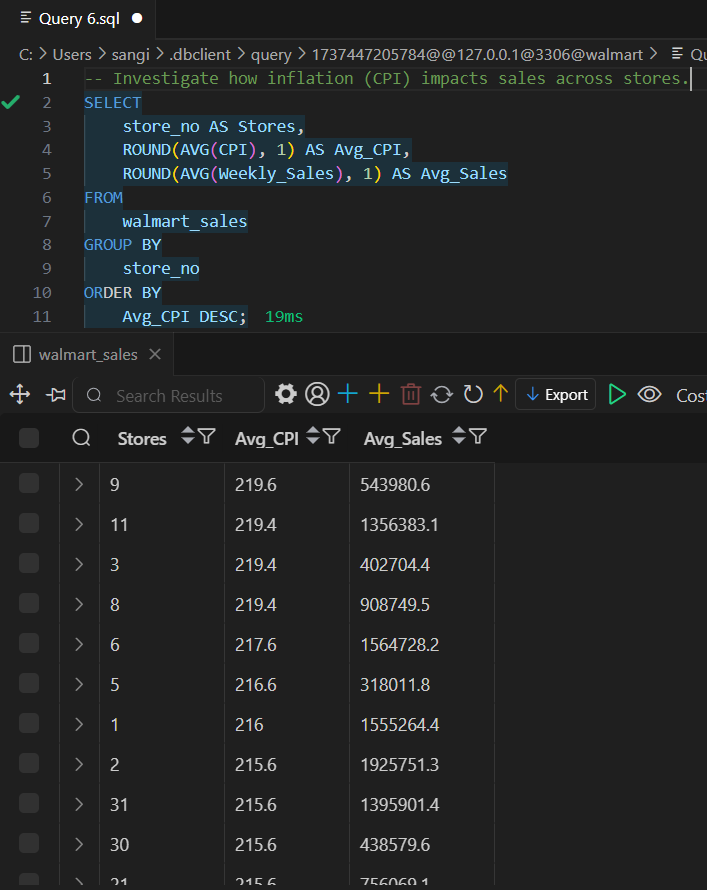 Query 6.sql
C: > Users > sangi > .dbclient > query > 1737447205784@@127.0.0.1@3306@walmart >
1 -- Investigate how inflation (CPI) impacts sales across stores.
2 SELECT
3 store_no AS Stores,
4 ROUND(AVG(CPI), 1) AS Avg_CPI,
5 ROUND(AVG(Weekly_Sales), 1) AS Avg_Sales
6 FROM
7 walmart_sales
8 GROUP BY
9 store_no
10 ORDER BY
11 Avg_CPI DESC; 19ms
walmart_sales
Search Results Export
Stores Avg_CPI Avg_Sales
9 219.6 543980.6
11 219.4 1356383.1
3 219.4 402704.4
8 219.4 908749.5
6 217.6 1564728.2
5 216.6 318011.8
1 216 1555264.4
2 215.6 1925751.3
31 215.6 1395901.4
30 215.6 438579.6
21 215.6 756069.1